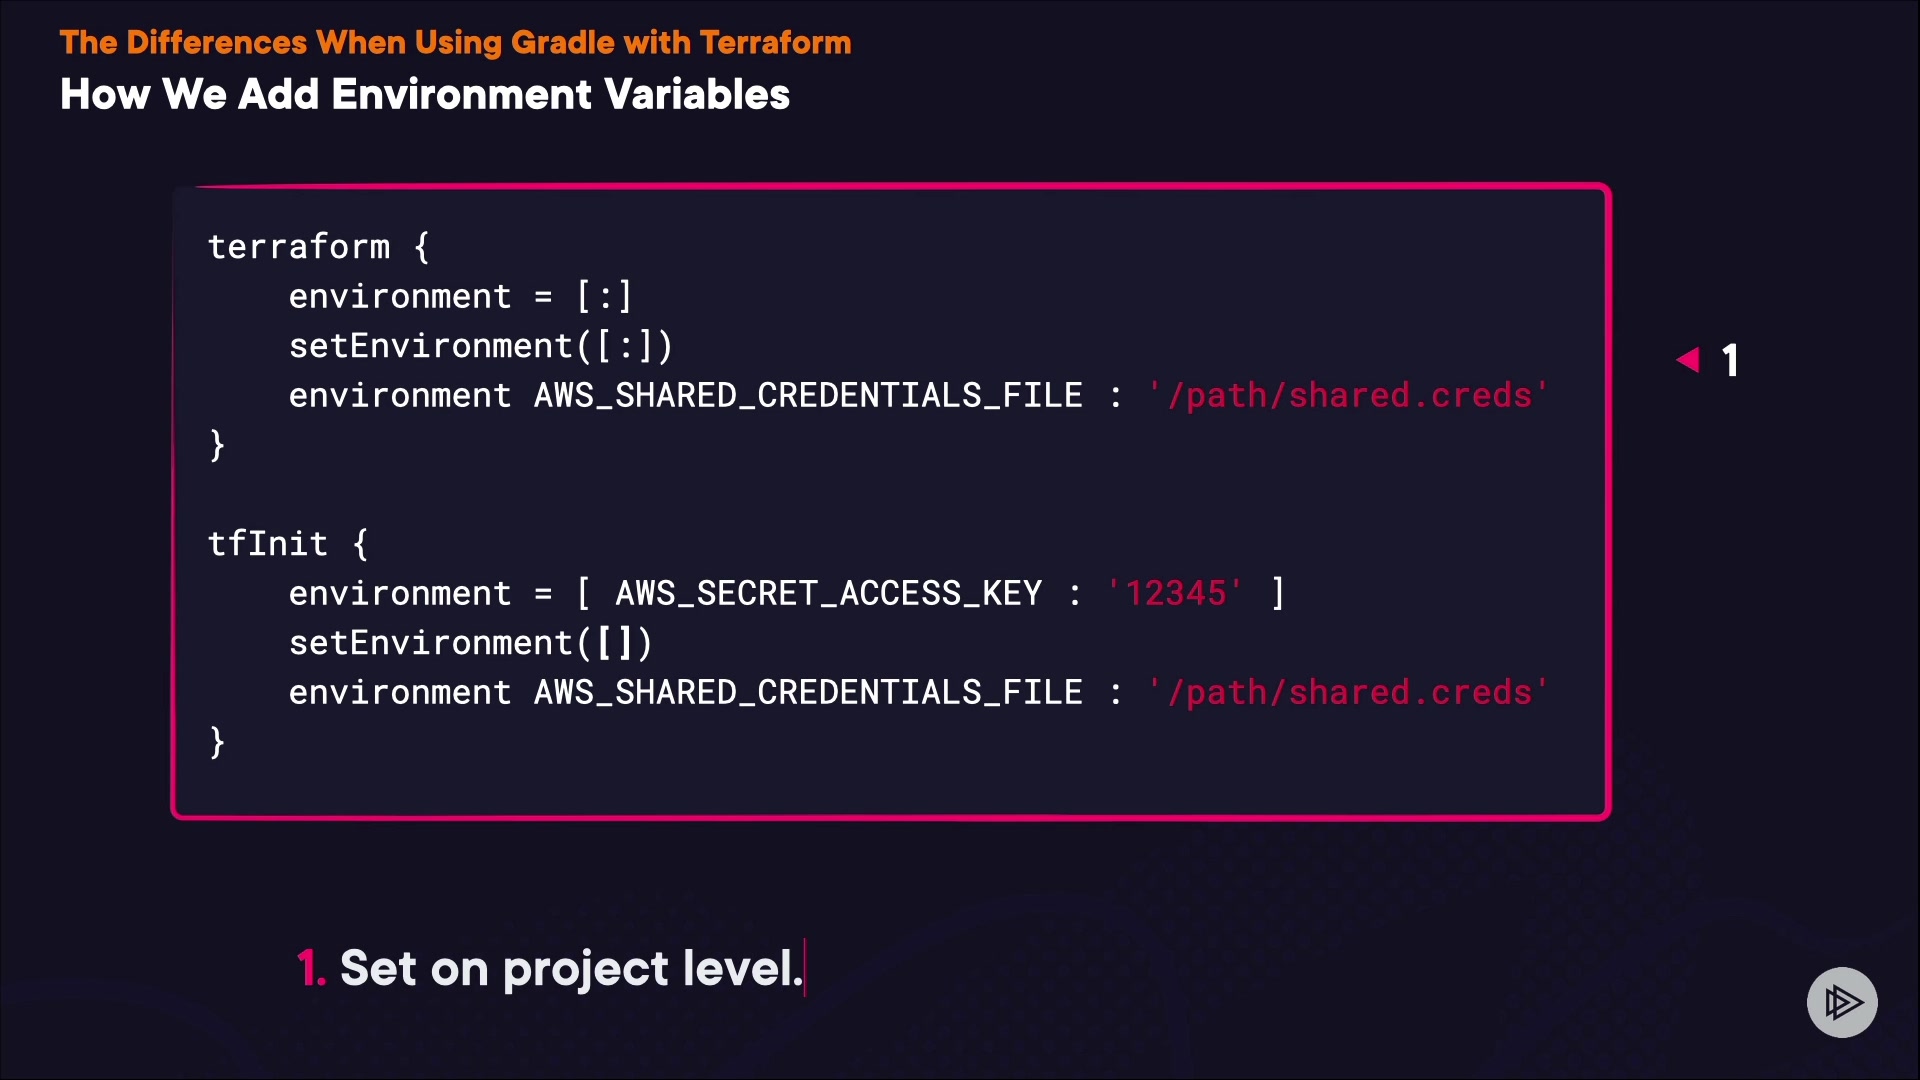 The Differences When Using Gradle with Terraform
How We Add Environment Variables
terraform {
    environment = [:]
    setEnvironment([:])
    environment AWS_SHARED_CREDENTIALS_FILE : '/path/shared.creds'
}
tfInit {
    environment = [ AWS_SECRET_ACCESS_KEY : '12345' ]
    setEnvironment([])
    environment AWS_SHARED_CREDENTIALS_FILE : '/path/shared.creds'
}
1
1. Set on project level.